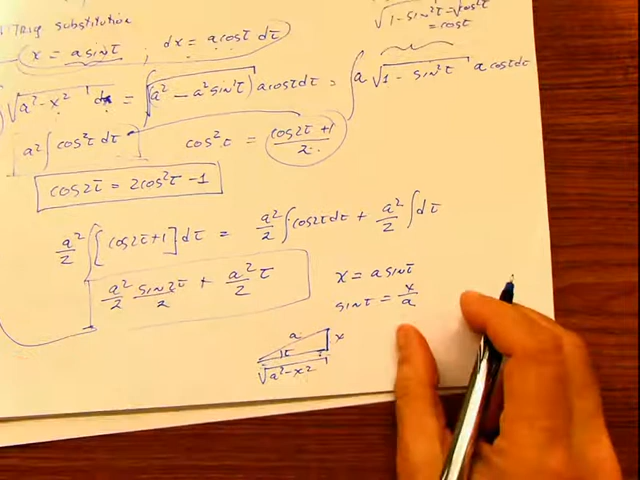 Trig substitution
√1 - sin²τ = √cos²τ
= cosτ
x = a sinτ ; dx = a cosτ dτ
√a² - x² dx = ∫√a² - a² sin²τ a cosτ dτ = ∫a √1 - sin²τ a cosτ dτ
a² ∫ cos²τ dτ cos²τ = cos2τ + 1 / 2
cos2τ = 2cos²τ - 1
a²/2 ∫[cos2τ + 1]dτ = a²/2 ∫cos2τ dτ + a²/2 ∫dτ
a²/2 sin2τ/2 + a²/2 τ
x = a sinτ
sinτ = x/a
a x
τ
√a² - x²